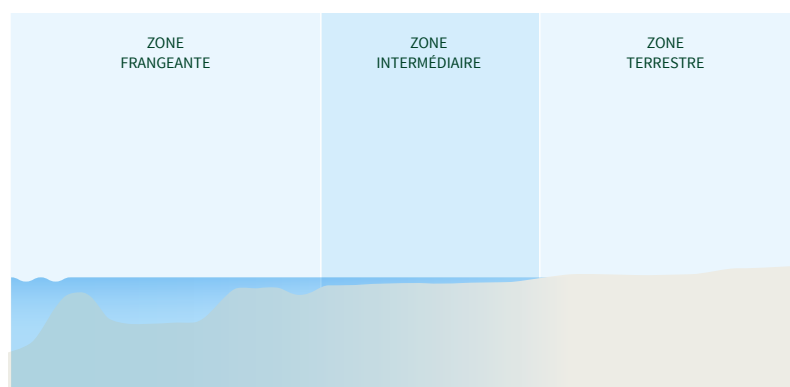 ZONE
FRANGEANTE
ZONE
INTERMÉDIAIRE
ZONE
TERRESTRE